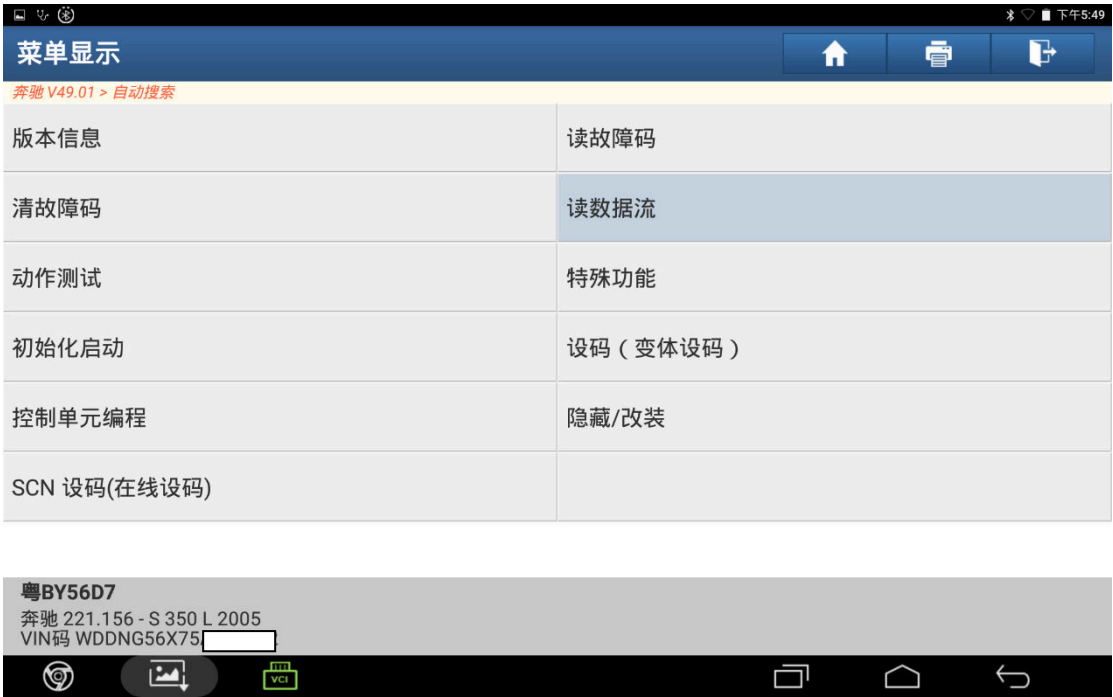 下午5:49
菜单显示
奔驰 V49.01 > 自动搜索
版本信息
读故障码
清故障码
读数据流
动作测试
特殊功能
初始化启动
设码（变体设码）
控制单元编程
隐藏/改装
SCN 设码(在线设码)
粤BY56D7
奔驰 221.156 - S 350 L 2005
VIN码 WDDNG56X75
VCI